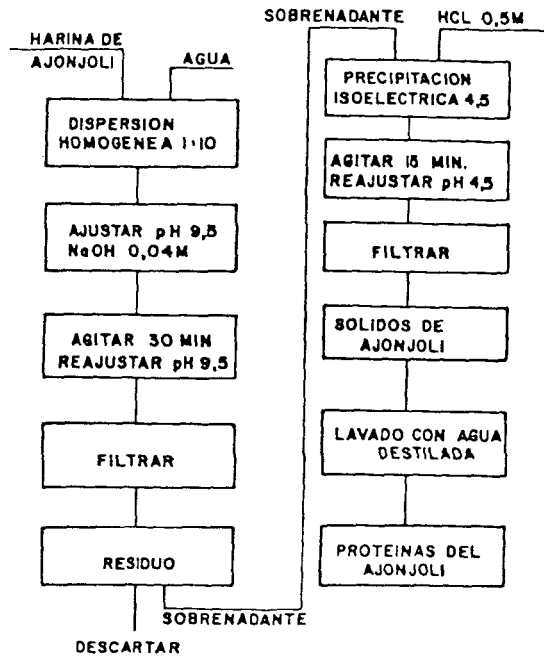 HARINA DE
AJONJOLI
AGUA
DISPERSION
HOMOGENEA 1:10
AJUSTAR pH 9,5
NaOH 0,04M
AGITAR 30 MIN
REAJUSTAR pH 9,5
FILTRAR
RESIDUO
SOBRENADANTE
DESCARTAR
SOBRENADANTE
HCL 0,5M
PRECIPITACION
ISOELECTRICA 4,5
AGITAR 15 MIN.
REAJUSTAR pH 4,5
FILTRAR
SOLIDOS DE
AJONJOLI
LAVADO CON AGUA
DESTILADA
PROTEINAS DEL
AJONJOLI